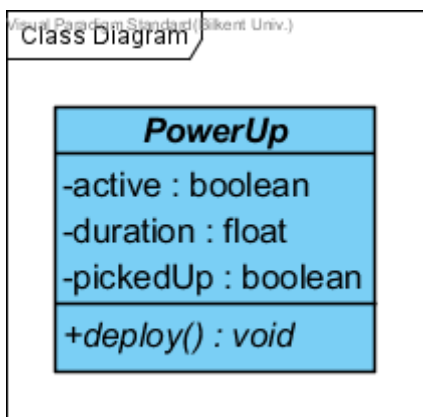 Visual Paradigm Standard(Bilkent Univ.)
Class Diagram
PowerUp
-active : boolean
-duration : float
-pickedUp : boolean
+deploy() : void